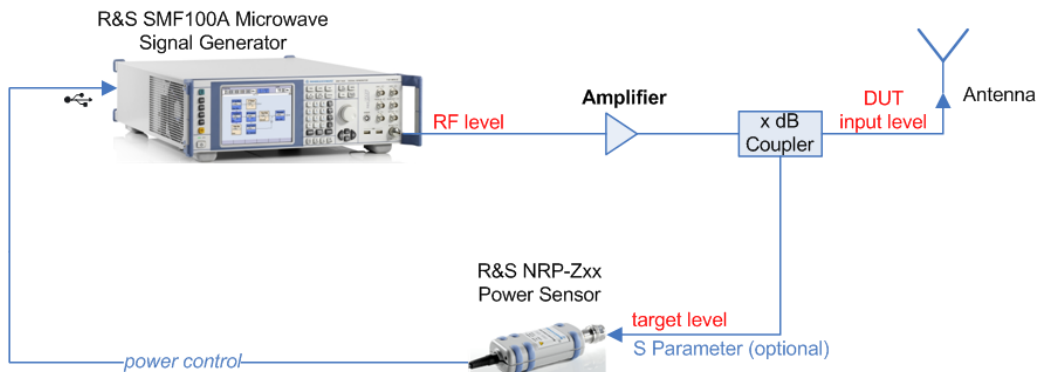 R&S SMF100A Microwave
Signal Generator
Amplifier
DUT
input level
Antenna
RF level
x dB
Coupler
R&S NRP-Zxx
Power Sensor
target level
S Parameter (optional)
power control